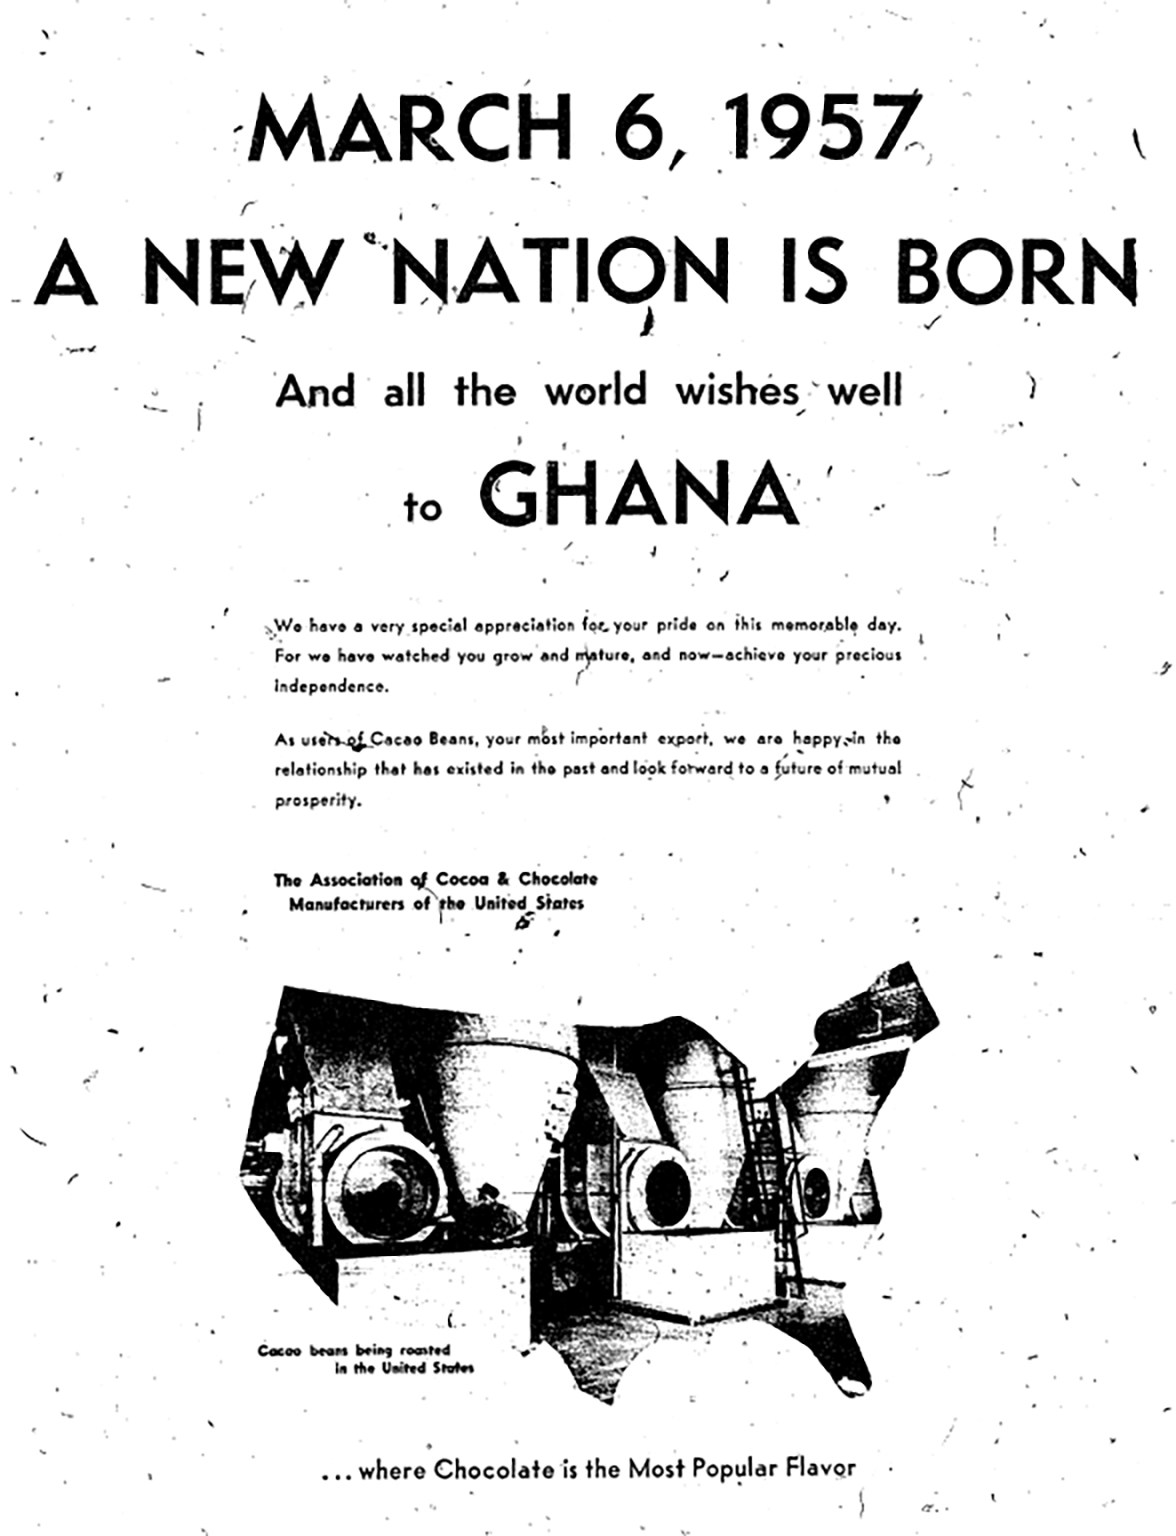 MARCH 6, 1957
A NEW NATION IS BORN
And all the world wishes well
to GHANA
We have a very special appreciation for your pride on this memorable day.
For we have watched you grow and mature, and now—achieve your precious
independence.
As users of Cacao Beans, your most important export, we are happy in the
relationship that has existed in the past and look forward to a future of mutual
prosperity.
The Association of Cocoa & Chocolate
Manufacturers of the United States
Cacao beans being roasted
in the United States
...where Chocolate is the Most Popular Flavor